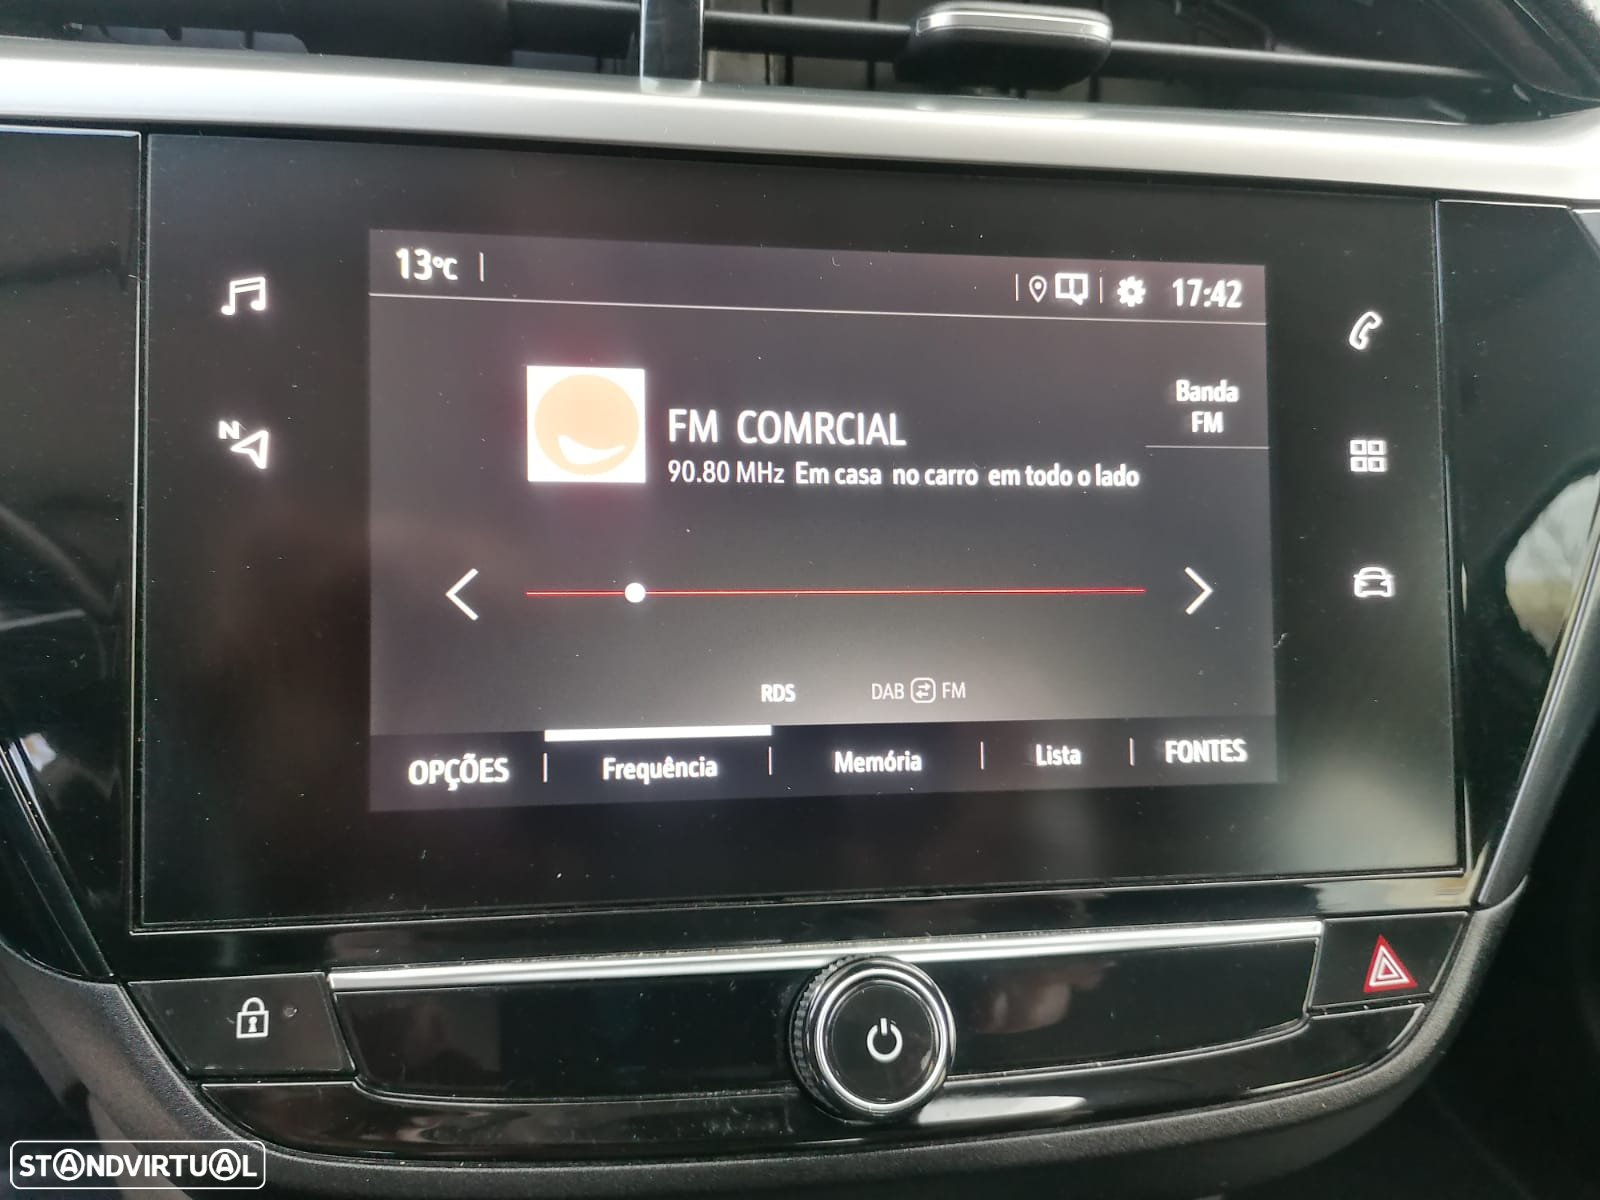 13°C
17:42
Banda
FM
FM COMRCIAL
90.80 MHz Em casa no carro em todo o lado
N
RDS
DAB FM
OPÇÕES
Frequência
Memória
Lista
FONTES
STANDVIRTUAL